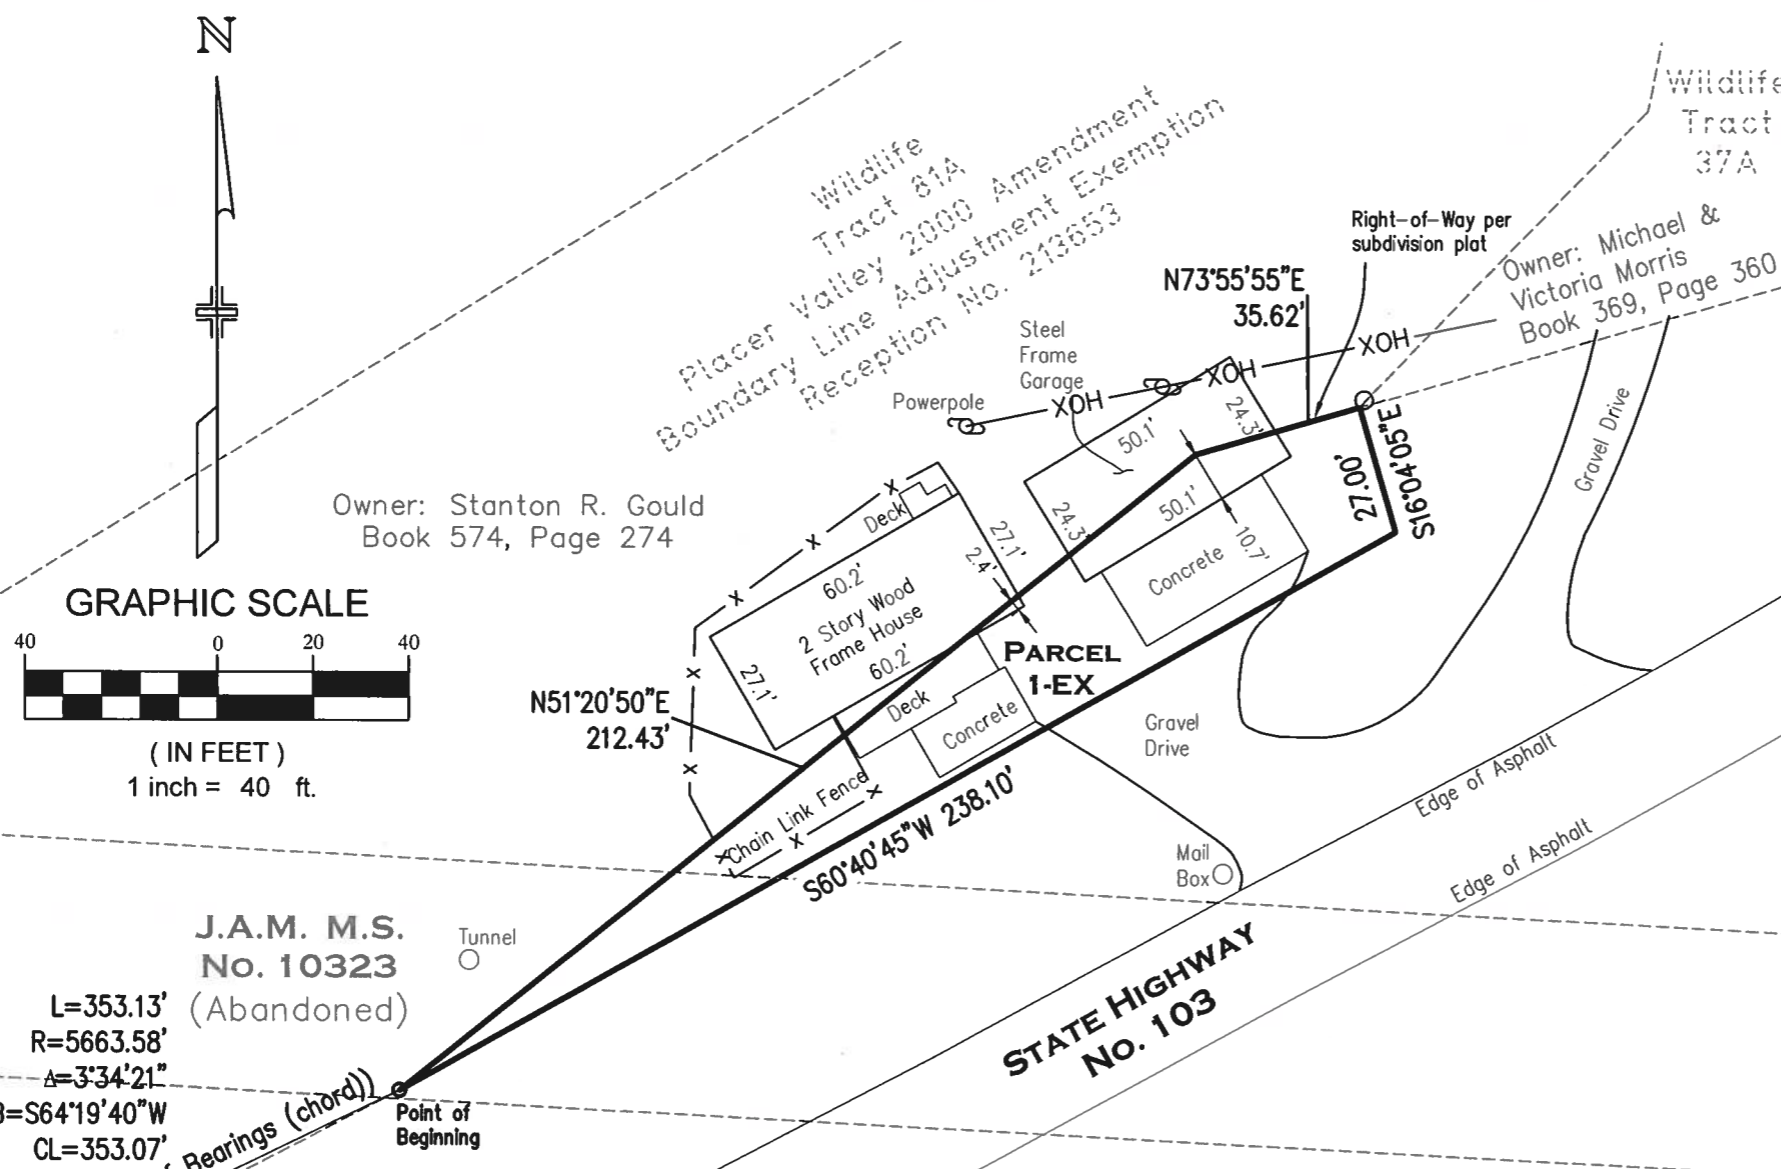 N
Wildlife
Tract
37A
Wildlife
Tract 81A
Placer Valley 2000 Amendment
Boundary Line Adjustment Exemption
Reception No. 213653
Right-of-Way per
subdivision plat
Owner: Michael &
Victoria Morris
Book 369, Page 360
N73°55'55"E
35.62'
Steel
Frame
Garage
Powerpole
XOH
XOH
XOH
50.1'
24.3'
50.1'
24.3'
10.7'
Concrete
S16°04'05"E
27.00'
Gravel Drive
Owner: Stanton R. Gould
Book 574, Page 274
Deck
27.1'
2.4'
60.2'
2 Story Wood
Frame House
60.2'
27.1'
PARCEL
1-EX
GRAPHIC SCALE
40 0 20 40
( IN FEET )
1 inch = 40 ft.
N51°20'50"E
212.43'
Deck
Concrete
Gravel
Drive
X
X
X
X
X
X
X
X
Chain Link Fence
S60°40'45"W 238.10'
Edge of Asphalt
Edge of Asphalt
Mail
Box
J.A.M. M.S.
No. 10323
(Abandoned)
Tunnel
STATE HIGHWAY
No. 103
L=353.13'
R=5663.58'
Δ=3°34'21"
=S64°19'40"W
CL=353.07'
Bearings (chord))
Point of
Beginning